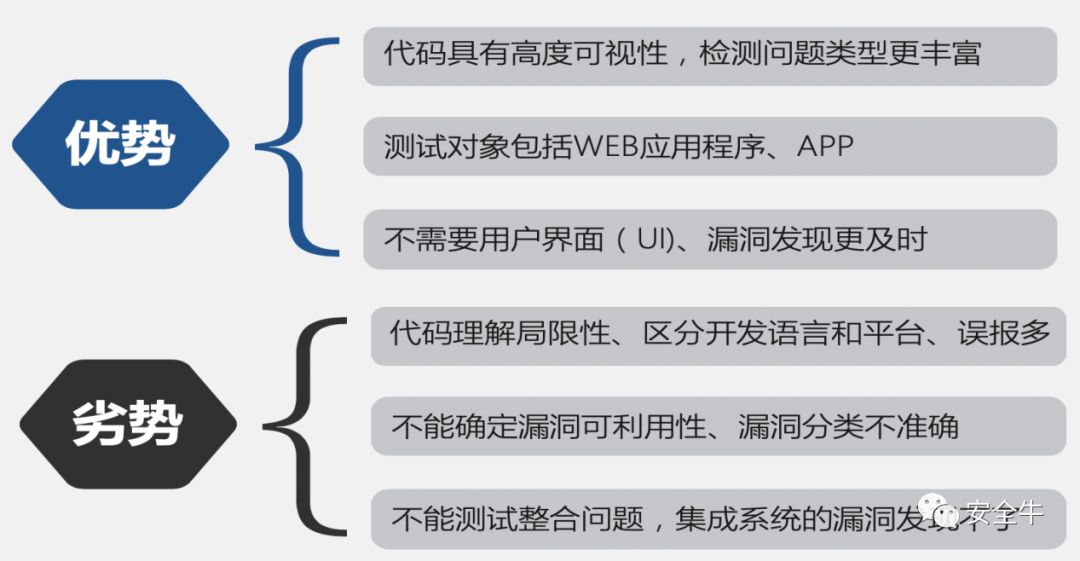 优势
代码具有高度可视性，检测问题类型更丰富
测试对象包括WEB应用程序、APP
不需要用户界面（UI）、漏洞发现更及时
劣势
代码理解局限性、区分开发语言和平台、误报多
不能确定漏洞可利用性、漏洞分类不准确
不能测试整合问题，集成系统的漏洞发现不了
安全牛